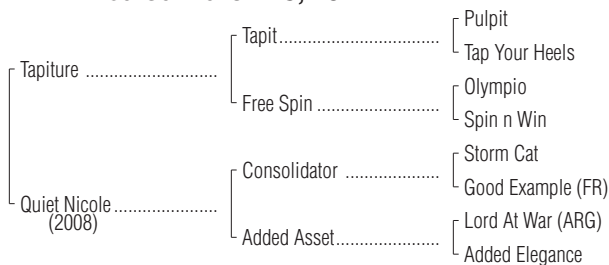 Pulpit
Tapit
Tap Your Heels
Tapiture
Olympio
Free Spin
Spin n Win
Storm Cat
Consolidator
Good Example (FR)
Quiet Nicole
(2008)
Lord At War (ARG)
Added Asset
Added Elegance